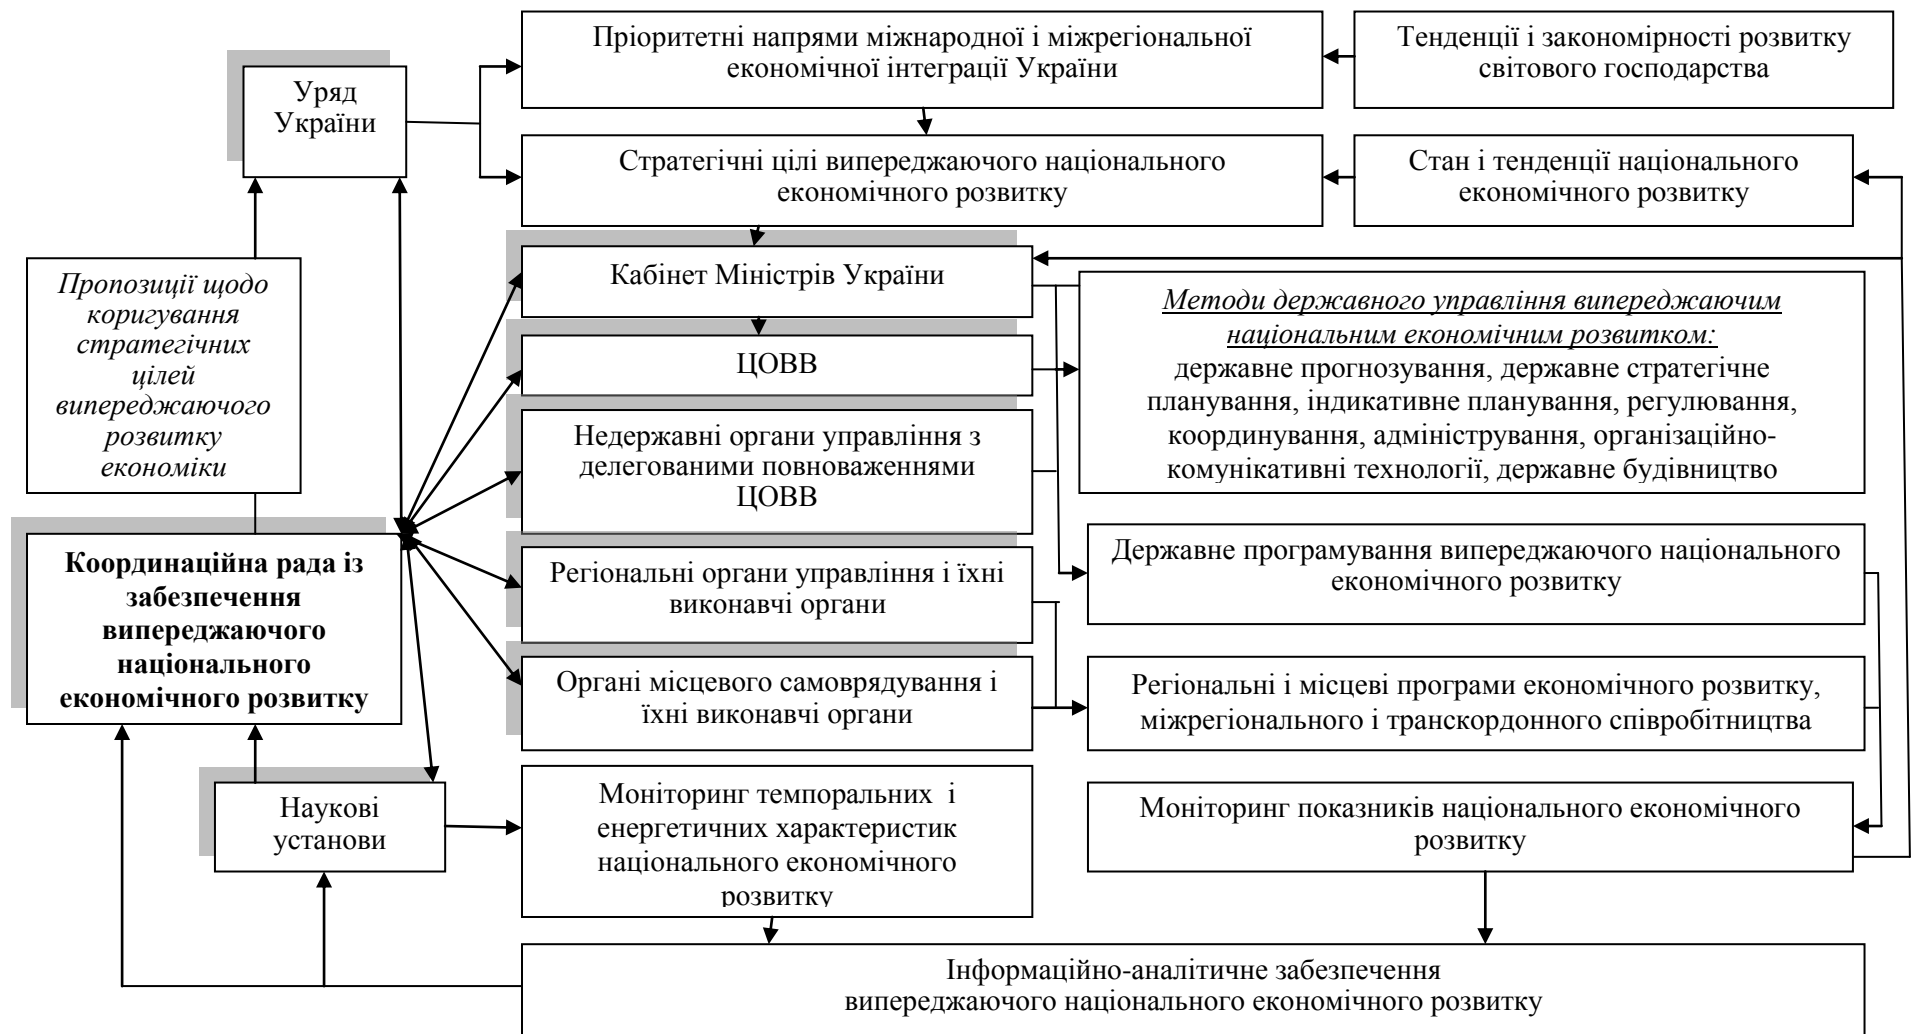 Пріоритетні напрями міжнародної і міжрегіональної
економічної інтеграції України
Тенденції і закономірності розвитку
світового господарства
Уряд
України
Стратегічні цілі випереджаючого національного
економічного розвитку
Стан і тенденції національного
економічного розвитку
Кабінет Міністрів України
Пропозиції щодо
коригування
стратегічних
цілей
випереджаючого
розвитку
економіки
Методи державного управління випереджаючим
національним економічним розвитком:
державне прогнозування, державне стратегічне
планування, індикативне планування, регулювання,
координування, адміністрування, організаційно-
комунікативні технології, державне будівництво
ЦОВВ
Недержавні органи управління з
делегованими повноваженнями
ЦОВВ
Координаційна рада із
забезпечення
випереджаючого
національного
економічного розвитку
Регіональні органи управління і їхні
виконавчі органи
Державне програмування випереджаючого національного
економічного розвитку
Органі місцевого самоврядування і
їхні виконавчі органи
Регіональні і місцеві програми економічного розвитку,
міжрегіонального і транскордонного співробітництва
Наукові
установи
Моніторинг темпоральних і
енергетичних характеристик
національного економічного
розвитку
Моніторинг показників національного економічного
розвитку
Інформаційно-аналітичне забезпечення
випереджаючого національного економічного розвитку